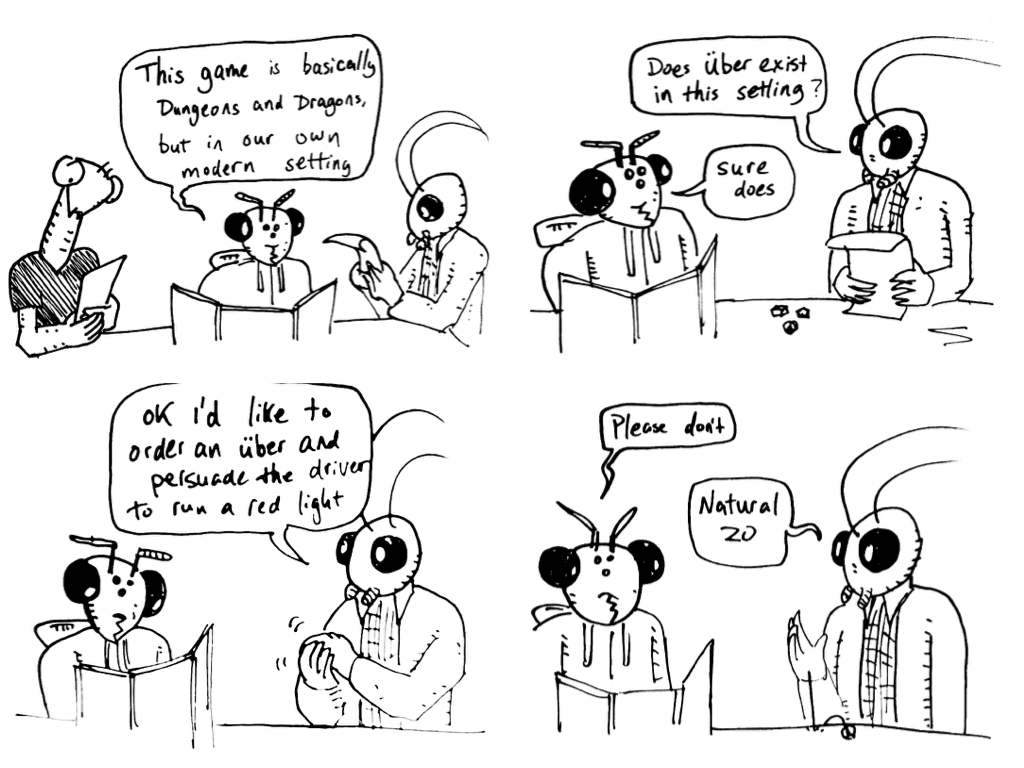 This game is basically
Dungeons and Dragons,
but in our own
modern setting
Does über exist
in this setting?
sure
does
OK I'd like to
order an über and
persuade the driver
to run a red light
Please don't
Natural
20